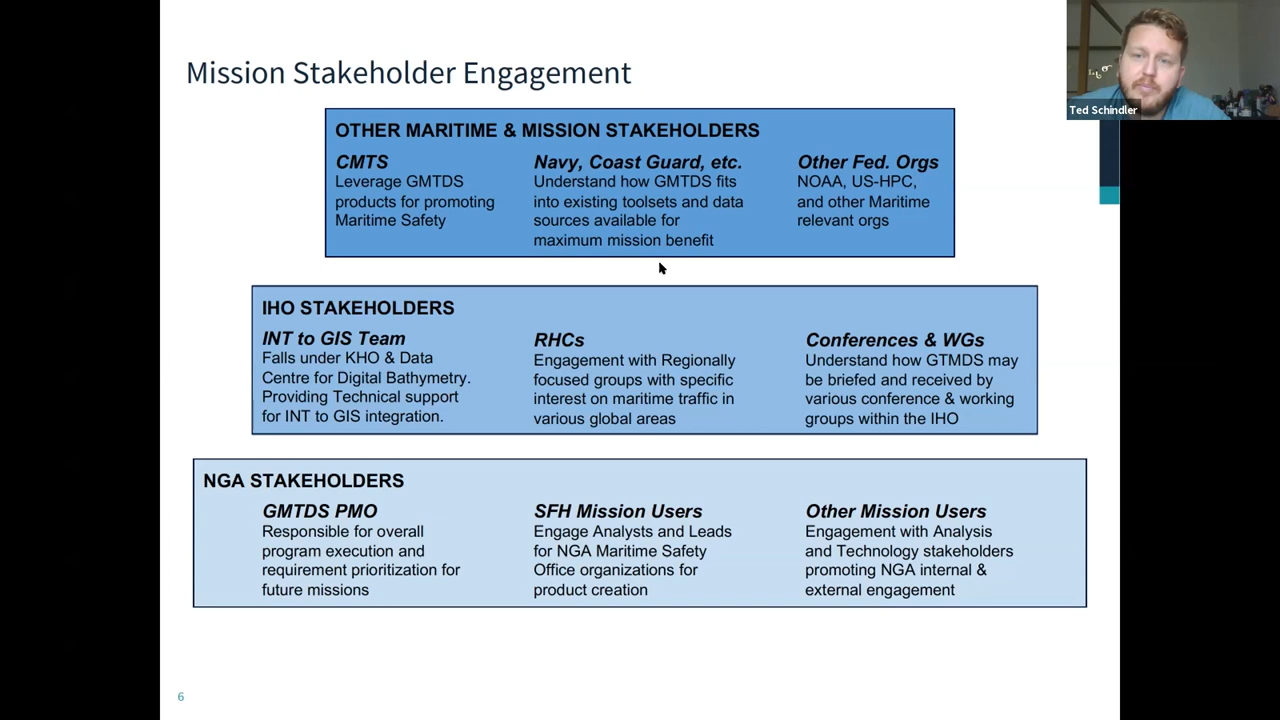 Mission Stakeholder Engagement
Ted Schindler
OTHER MARITIME & MISSION STAKEHOLDERS
CMTS
Leverage GMTDS
products for promoting
Maritime Safety
Navy, Coast Guard, etc.
Understand how GMTDS fits
into existing toolsets and data
sources available for
maximum mission benefit
Other Fed. Orgs
NOAA, US-HPC,
and other Maritime
relevant orgs
IHO STAKEHOLDERS
INT to GIS Team
Falls under KHO & Data
Centre for Digital Bathymetry.
Providing Technical support
for INT to GIS integration.
RHCs
Engagement with Regionally
focused groups with specific
interest on maritime traffic in
various global areas
Conferences & WGs
Understand how GTMDS may
be briefed and received by
various conference & working
groups within the IHO
NGA STAKEHOLDERS
GMTDS PMO
Responsible for overall
program execution and
requirement prioritization for
future missions
SFH Mission Users
Engage Analysts and Leads
for NGA Maritime Safety
Office organizations for
product creation
Other Mission Users
Engagement with Analysis
and Technology stakeholders
promoting NGA internal &
external engagement
6